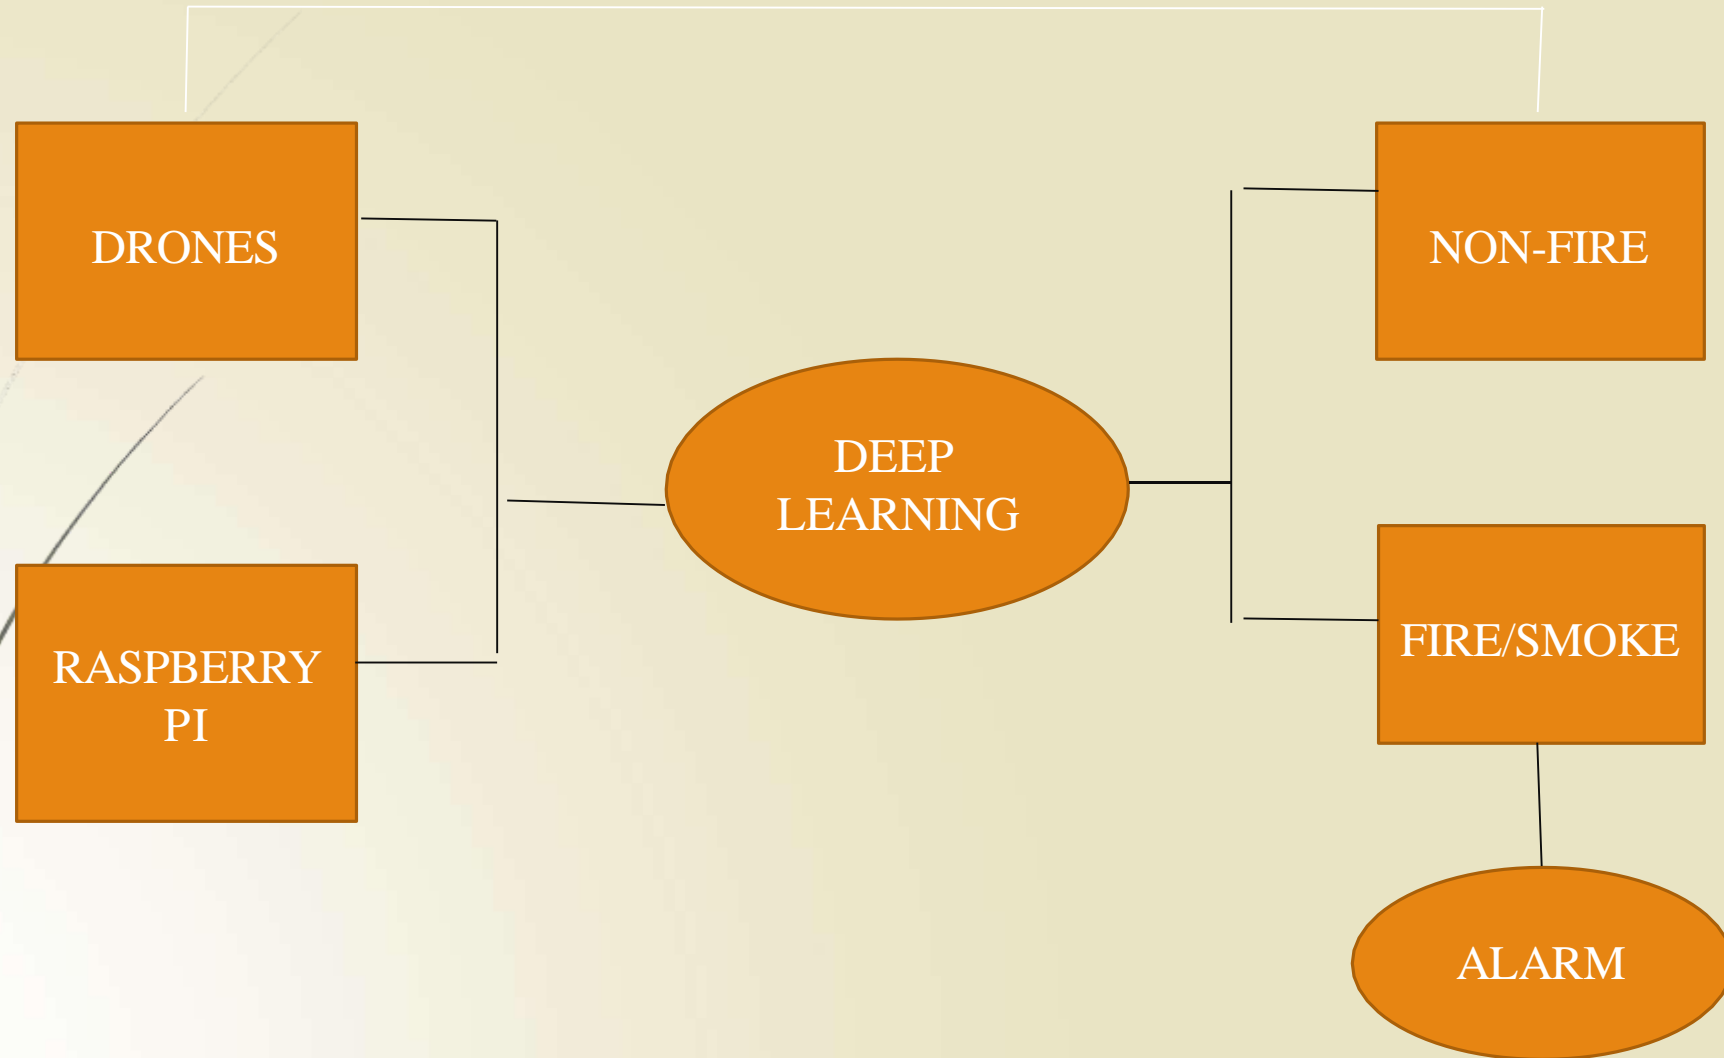 DRONES
NON-FIRE
DEEP
LEARNING
RASPBERRY
PI
FIRE/SMOKE
ALARM